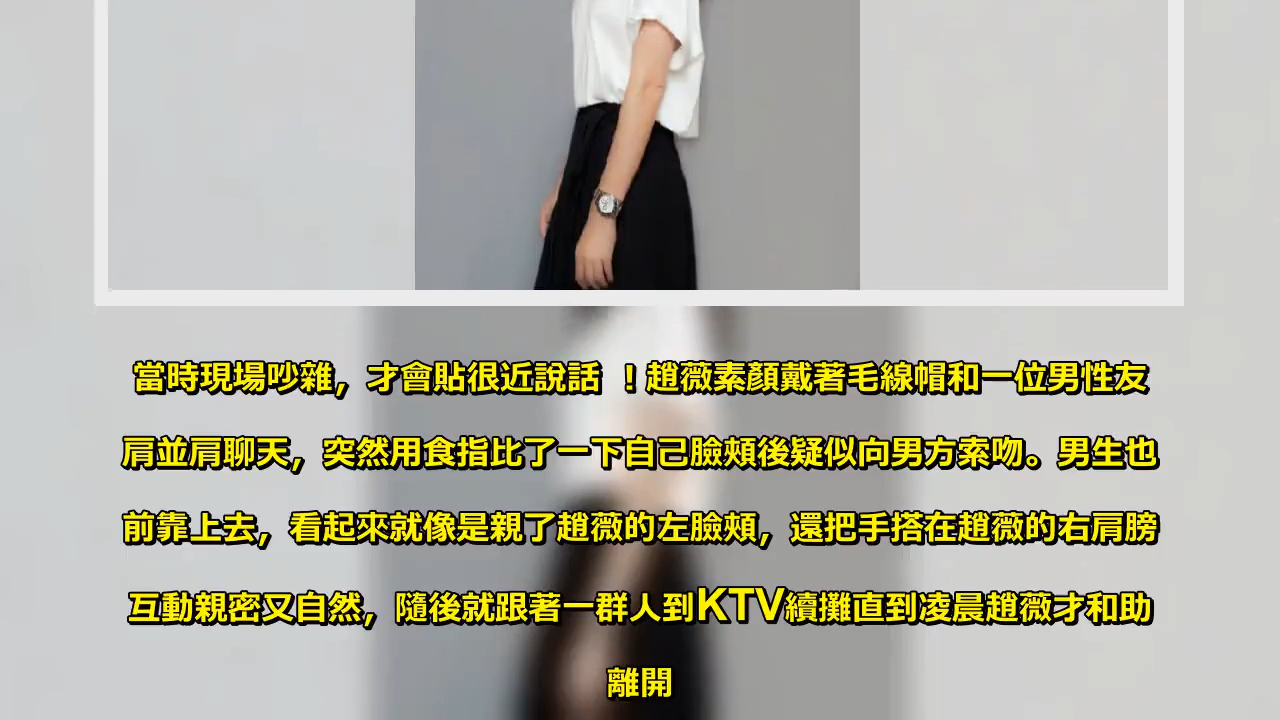 當時現場吵雜，才會貼很近說話 ！趙薇素顏戴著毛線帽和一位男性友
肩並肩聊天，突然用食指比了一下自己臉頰後疑似向男方索吻。男生也
前靠上去，看起來就像是親了趙薇的左臉頰，還把手搭在趙薇的右肩膀
互動親密又自然，隨後就跟著一群人到KTV續攤直到凌晨趙薇才和助
離開